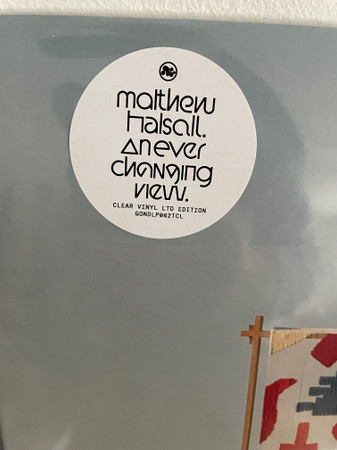 matthew
halsall.
an ever
changing
view.
CLEAR VINYL LTD EDITION
GONDLP062TCL